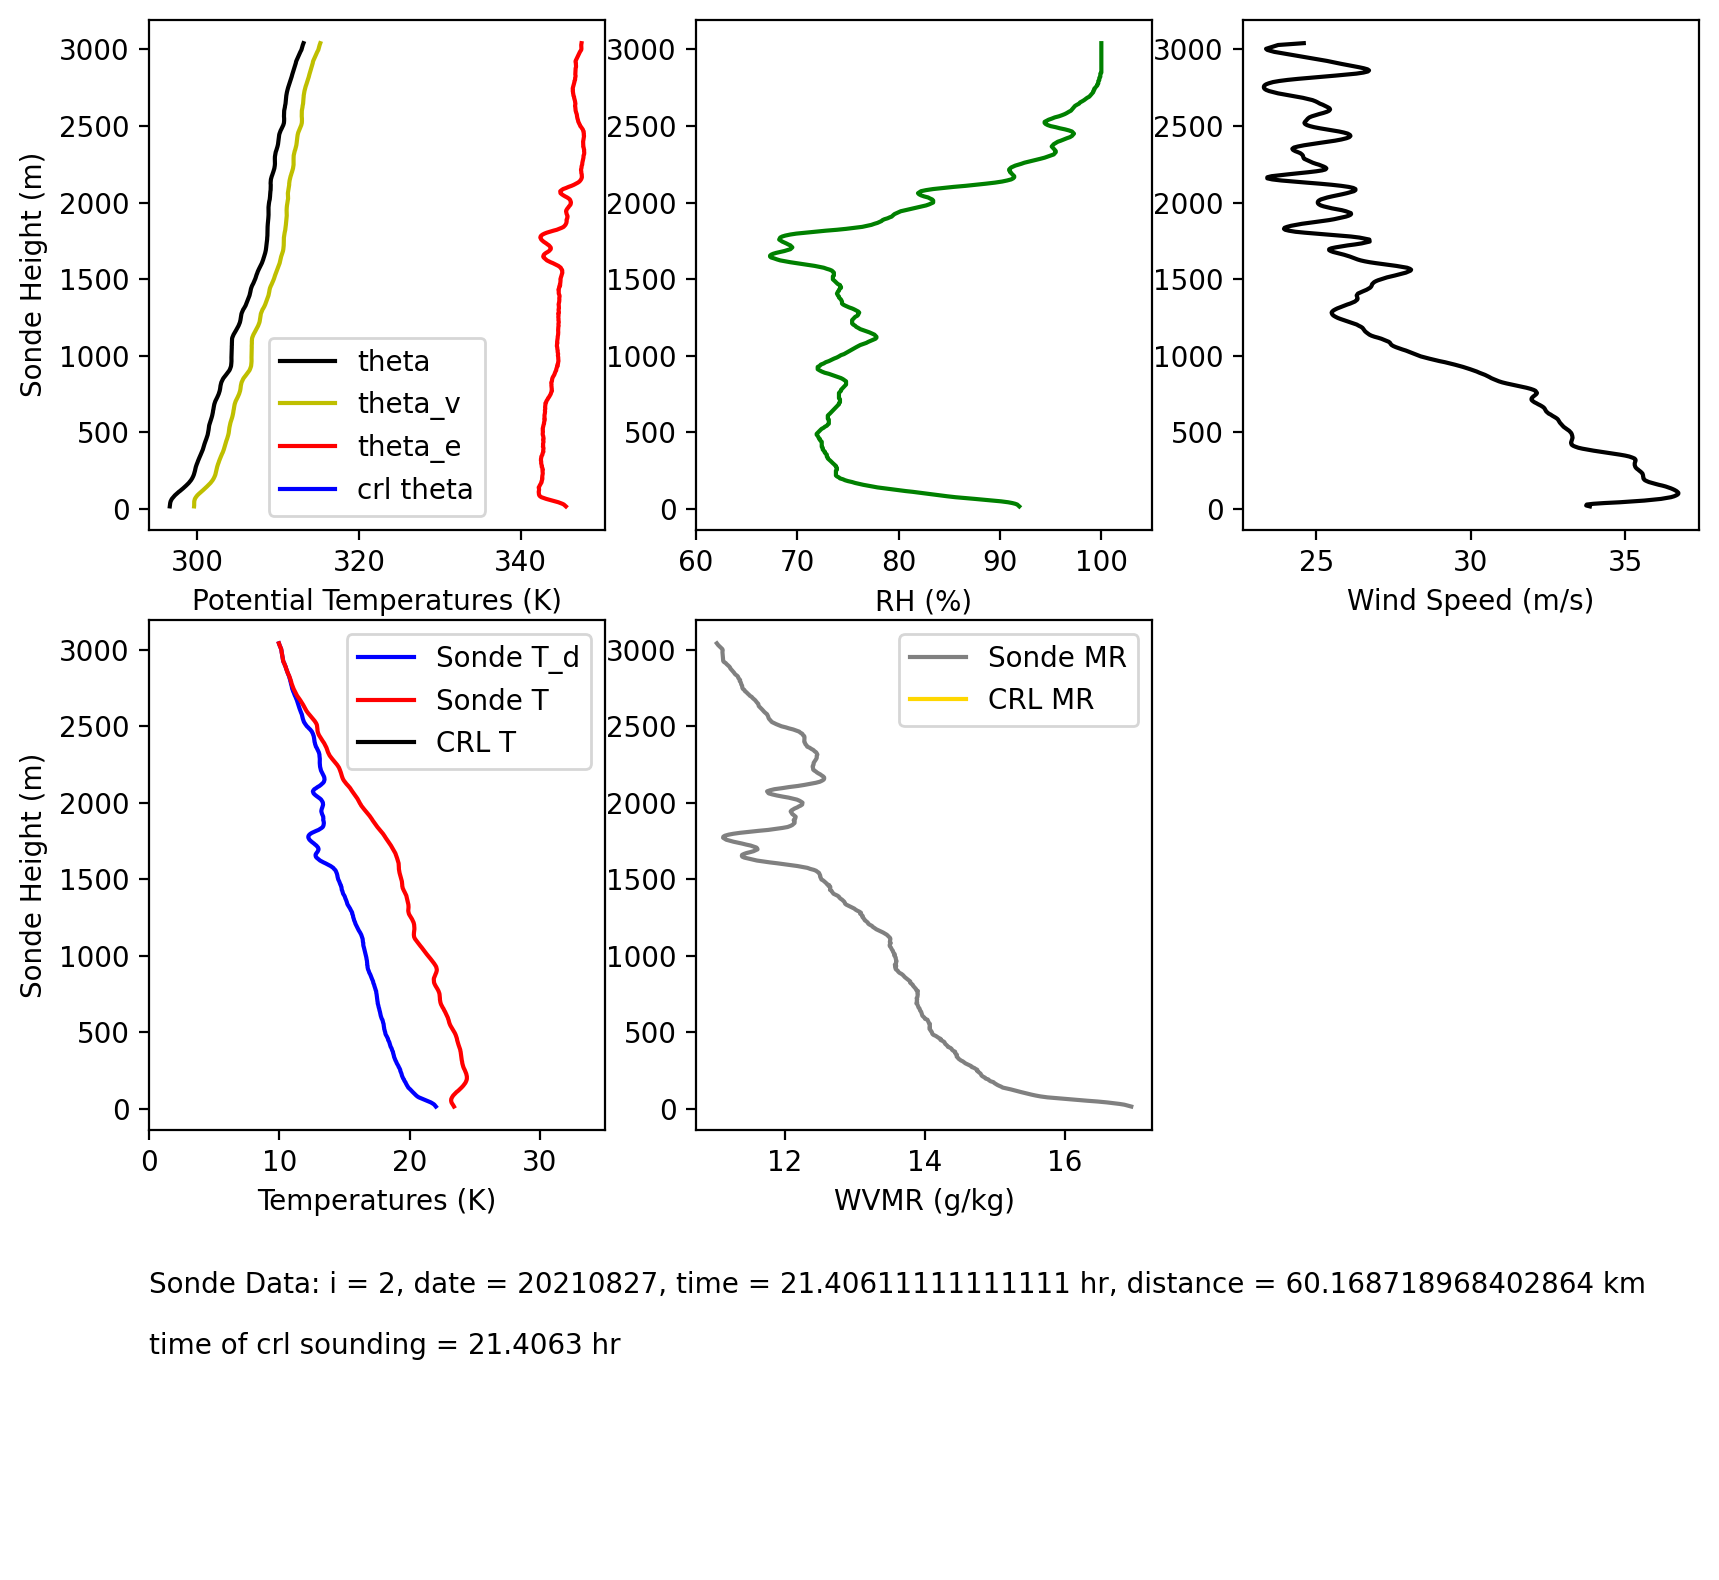 3000
2500
2000
1500
1000
500
0
Sonde Height (m)
theta
theta_v
theta_e
crl theta
300
320
340
Potential Temperatures (K)
3000
2500
2000
1500
1000
500
0
60
70
80
90
100
RH (%)
3000
2500
2000
1500
1000
500
0
25
30
35
Wind Speed (m/s)
3000
2500
2000
1500
1000
500
0
Sonde Height (m)
Sonde T_d
Sonde T
CRL T
0
10
20
30
Temperatures (K)
3000
2500
2000
1500
1000
500
0
Sonde MR
CRL MR
12
14
16
WVMR (g/kg)
Sonde Data: i = 2, date = 20210827, time = 21.40611111111111 hr, distance = 60.168718968402864 km
time of crl sounding = 21.4063 hr